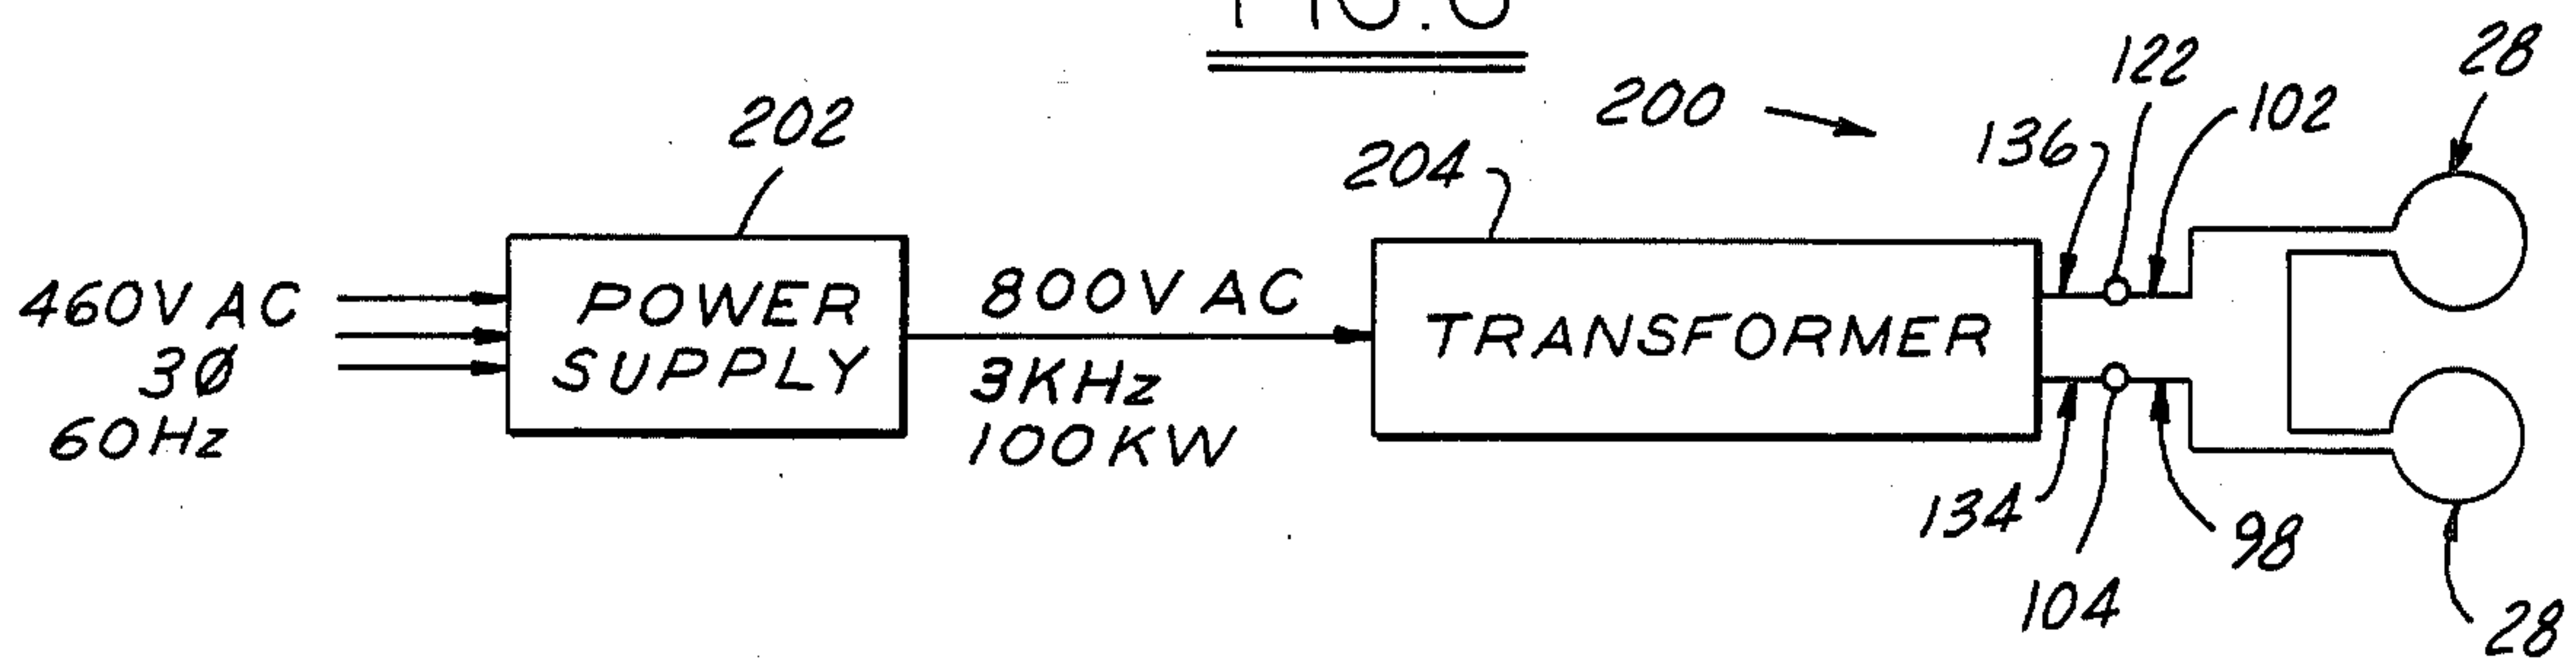 202
200
122
28
136
102
204
460V AC
3Ø
60Hz
POWER
SUPPLY
800V AC
3KHz
100KW
TRANSFORMER
134
104
98
28